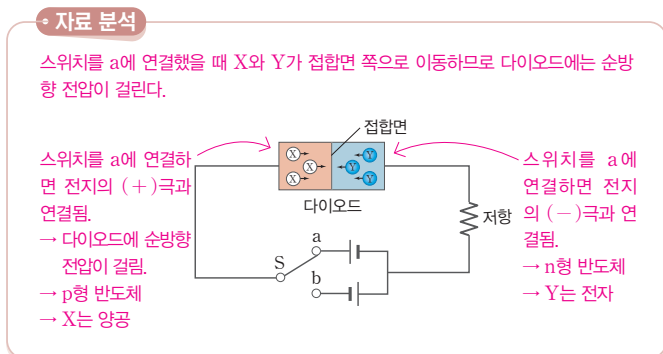 자료 분석
스위치를 a에 연결했을 때 X와 Y가 접합면 쪽으로 이동하므로 다이오드에는 순방
향 전압이 걸린다.
접합면
스위치를 a에 연결하
면 전지의 (+)극과
연결됨.
→ 다이오드에 순방향
전압이 걸림.
→ p형 반도체
→ X는 양공
X
X
X
Y
Y
Y
다이오드
저항
S
a
b
스위치를 a에
연결하면 전지
의 (-)극과 연
결됨.
→ n형 반도체
→ Y는 전자